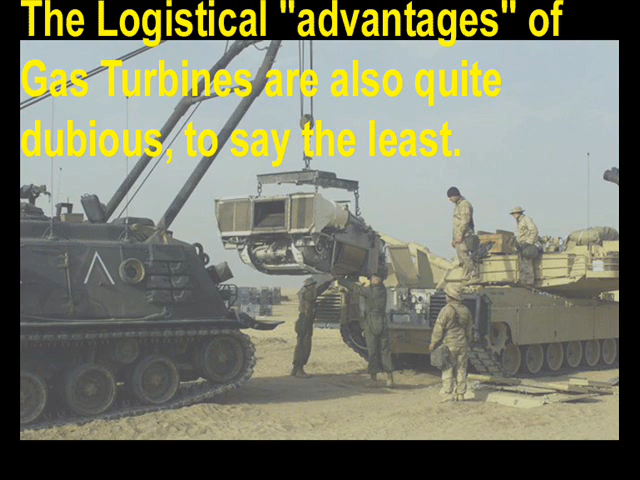 The Logistical "advantages" of
Gas Turbines are also quite
dubious, to say the least.